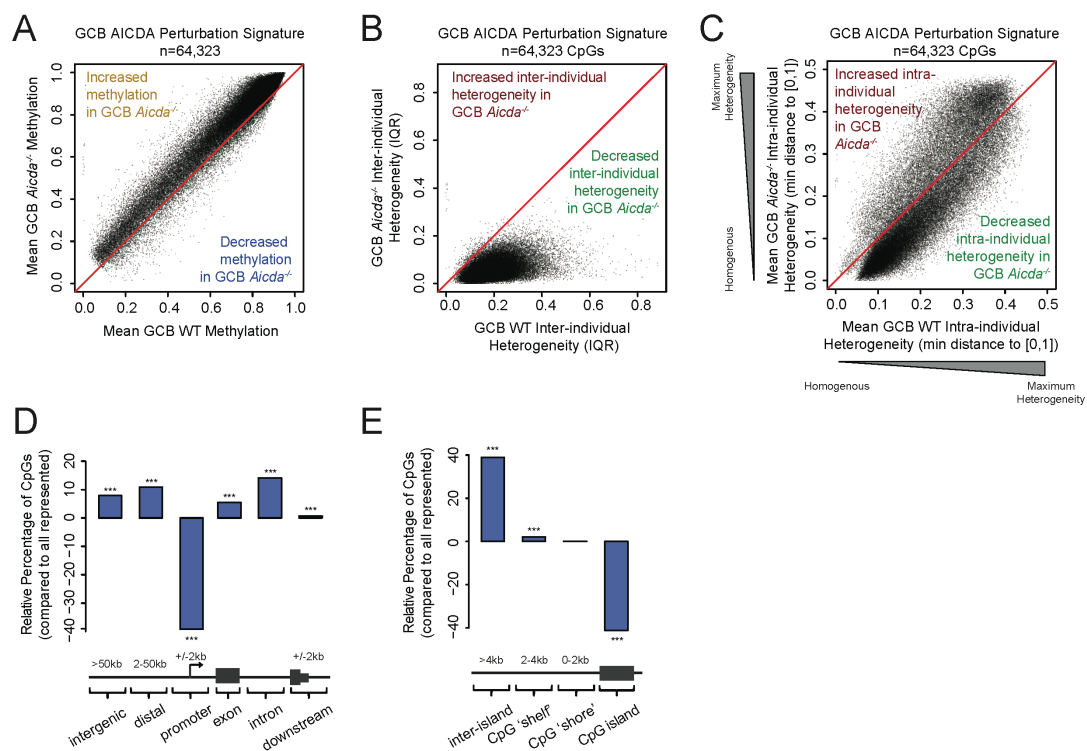 A
GCB AICDA Perturbation Signature
n=64,323
Increased
methylation
in GCB Aicda-/-
Decreased
methylation
in GCB Aicda-/-
Mean GCB Aicda-/- Methylation
0.0 0.2 0.4 0.6 0.8 1.0
0.0 0.2 0.4 0.6 0.8 1.0
Mean GCB WT Methylation
B
GCB AICDA Perturbation Signature
n=64,323 CpGs
Increased inter-individual
heterogeneity in
GCB Aicda-/-
Decreased
inter-individual
heterogeneity
in GCB Aicda-/-
GCB Aicda-/- Inter-individual
Heterogeneity (IQR)
0.0 0.2 0.4 0.6 0.8
0.0 0.2 0.4 0.6 0.8
GCB WT Inter-individual
Heterogeneity (IQR)
C
GCB AICDA Perturbation Signature
n=64,323 CpGs
Maximum
Heterogeneity
Homogenous
Increased intra-
individual
heterogeneity
in GCB
Aicda-/-
Decreased
intra-individual
heterogeneity in
GCB Aicda-/-
Mean GCB Aicda-/- Intra-individual
Heterogeneity (min distance to [0,1])
0.0 0.1 0.2 0.3 0.4 0.5
0.0 0.1 0.2 0.3 0.4 0.5
Mean GCB WT Intra-individual
Heterogeneity (min distance to [0,1])
Homogenous
Maximum
Heterogeneity
D
Relative Percentage of CpGs
(compared to all represented)
20
10
0
−10
−20
−30
−40
*** *** *** *** *** ***
>50kb 2-50kb +/-2kb +/-2kb
intergenic distal promoter exon intron downstream
E
Relative Percentage of CpGs
(compared to all represented)
40
20
0
−20
−40
*** *** ***
>4kb 2-4kb 0-2kb
inter-island CpG 'shelf' CpG 'shore' CpG island